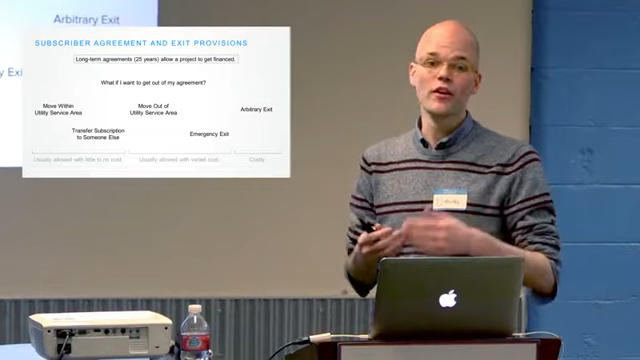 Arbitrary Exit
SUBSCRIBER AGREEMENT AND EXIT PROVISIONS
Long-term agreements (25 years) allow a project to get financed.
What if I want to get out of my agreement?
Move Within
Utility Service Area
Move Out of
Utility Service Area
Arbitrary Exit
Transfer Subscription
to Someone Else
Emergency Exit
Usually allowed with little to no cost
Usually allowed with varied cost
Costly